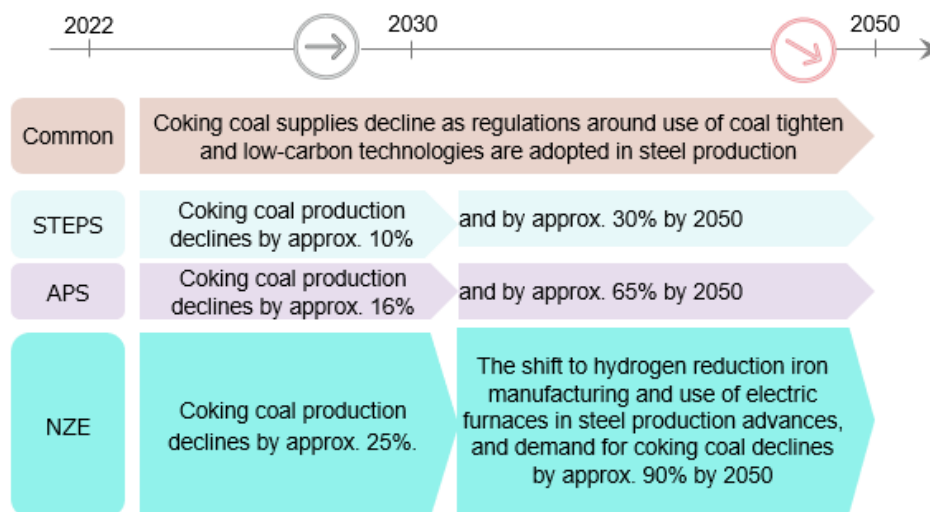 2022
2030
2050
Common
Coking coal supplies decline as regulations around use of coal tighten
and low-carbon technologies are adopted in steel production
STEPS
Coking coal production
declines by approx. 10%
and by approx. 30% by 2050
APS
Coking coal production
declines by approx. 16%
and by approx. 65% by 2050
NZE
Coking coal production
declines by approx. 25%.
The shift to hydrogen reduction iron
manufacturing and use of electric
furnaces in steel production advances,
and demand for coking coal declines
by approx. 90% by 2050